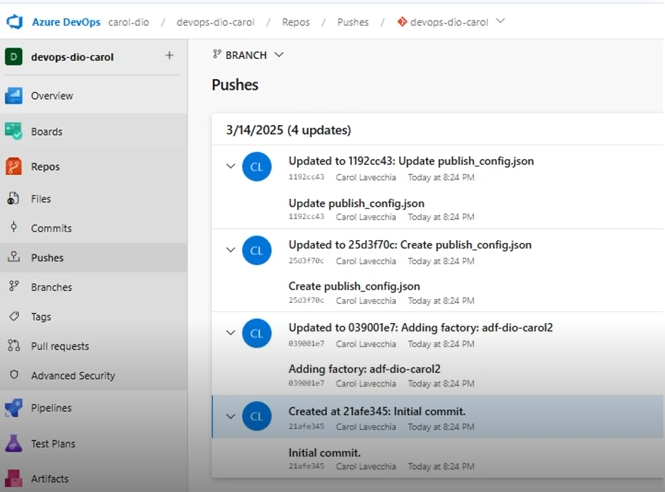 Azure DevOps carol-dio / devops-dio-carol / Repos / Pushes / devops-dio-carol
D devops-dio-carol +
Overview
Boards
Repos
Files
Commits
Pushes
Branches
Tags
Pull requests
Advanced Security
Pipelines
Test Plans
Artifacts
BRANCH
Pushes
3/14/2025 (4 updates)
CL
Updated to 1192cc43: Update publish_config.json
1192cc43 Carol Lavecchia Today at 8:24 PM
Update publish_config.json
1192cc43 Carol Lavecchia Today at 8:24 PM
CL
Updated to 25d3f70c: Create publish_config.json
25d3f70c Carol Lavecchia Today at 8:24 PM
Create publish_config.json
25d3f70c Carol Lavecchia Today at 8:24 PM
CL
Updated to 039001e7: Adding factory: adf-dio-carol2
039001e7 Carol Lavecchia Today at 8:24 PM
Adding factory: adf-dio-carol2
039001e7 Carol Lavecchia Today at 8:24 PM
CL
Created at 21afe345: Initial commit.
21afe345 Carol Lavecchia Today at 8:24 PM
Initial commit.
21afe345 Carol Lavecchia Today at 8:24 PM